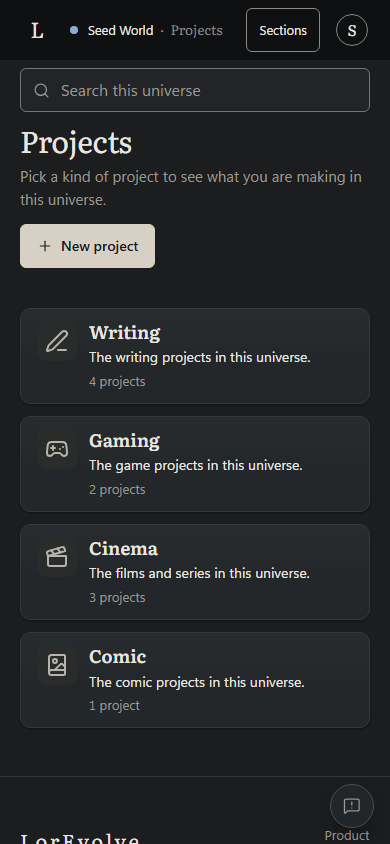 L
Seed World · Projects
Sections
S
Search this universe
Projects
Pick a kind of project to see what you are making in
this universe.
New project
Writing
The writing projects in this universe.
4 projects
Gaming
The game projects in this universe.
2 projects
Cinema
The films and series in this universe.
3 projects
Comic
The comic projects in this universe.
1 project
Product
LorEvolve